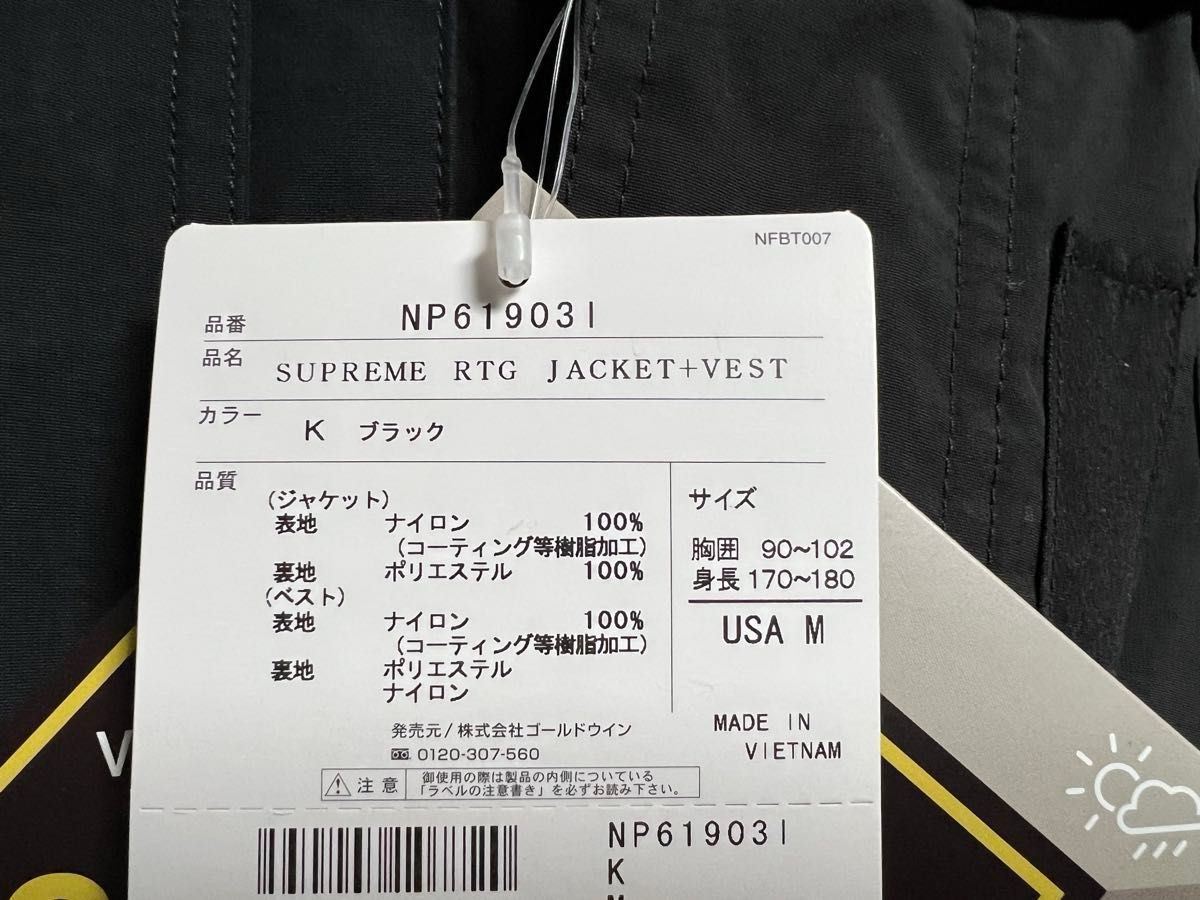 NFBT007
品番 NP61903I
品名 SUPREME RTG JACKET+VEST
カラー K ブラック
品質
(ジャケット)
表地 ナイロン 100%
(コーティング等樹脂加工)
裏地 ポリエステル 100%
(ベスト)
表地 ナイロン 100%
(コーティング等樹脂加工)
裏地 ポリエステル
ナイロン
サイズ
胸囲 90~102
身長 170~180
USA M
発売元/株式会社ゴールドウイン
0120-307-560
MADE IN
VIETNAM
注意
御使用の際は製品の内側についている
「ラベルの注意書き」を必ずお読み下さい。
NP61903I
K